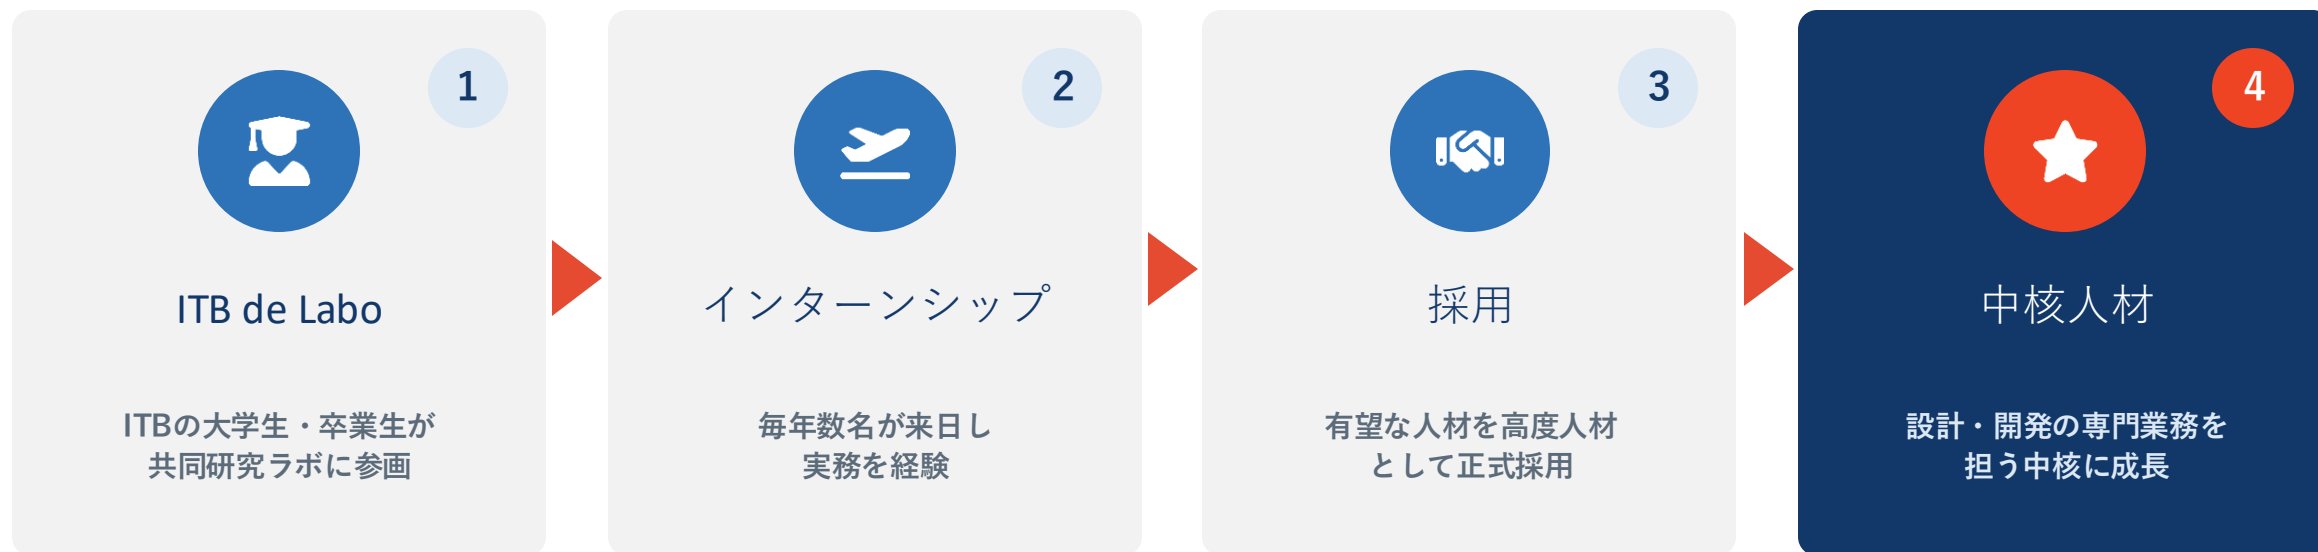 1
ITB de Labo
ITBの大学生・卒業生が
共同研究ラボに参画
2
インターンシップ
毎年数名が来日し
実務を経験
3
採用
有望な人材を高度人材
として正式採用
4
中核人材
設計・開発の専門業務を
担う中核に成長